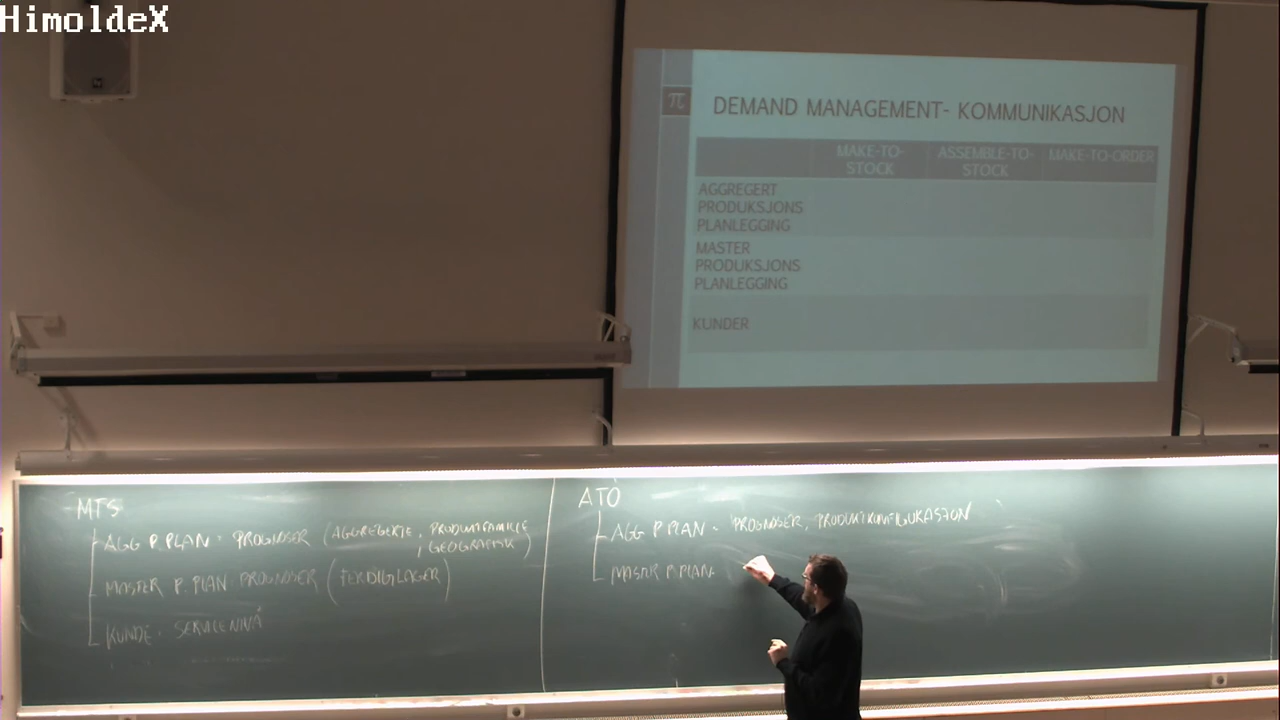 HimoldeX
π
DEMAND MANAGEMENT- KOMMUNIKASJON
MAKE-TO-
STOCK
ASSEMBLE-TO-
STOCK
MAKE-TO-ORDER
AGGREGERT
PRODUKSJONS
PLANLEGGING
MASTER
PRODUKSJONS
PLANLEGGING
KUNDER
MTS
AGG P. PLAN - PROGNOSER (AGGREGERTE, PRODUKTFAMILIE
, GEOGRAFISK)
MASTER P. PLAN PROGNOSER (FERDIGLAGER)
KUNDE - SERVICENIVÅ
ATO
AGG P PLAN - PROGNOSER, PRODUKTKONFIGURASJON
MASTER P.PLAN-